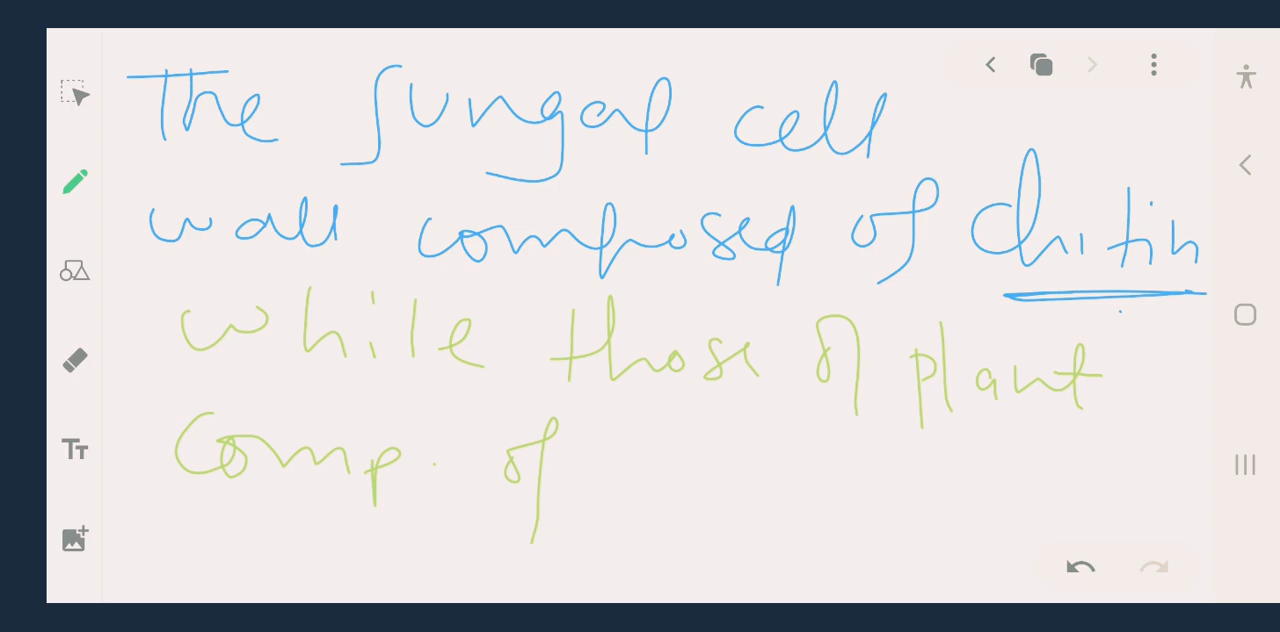 The fungal cell
wall composed of chitin
while those of plant
Comp. of